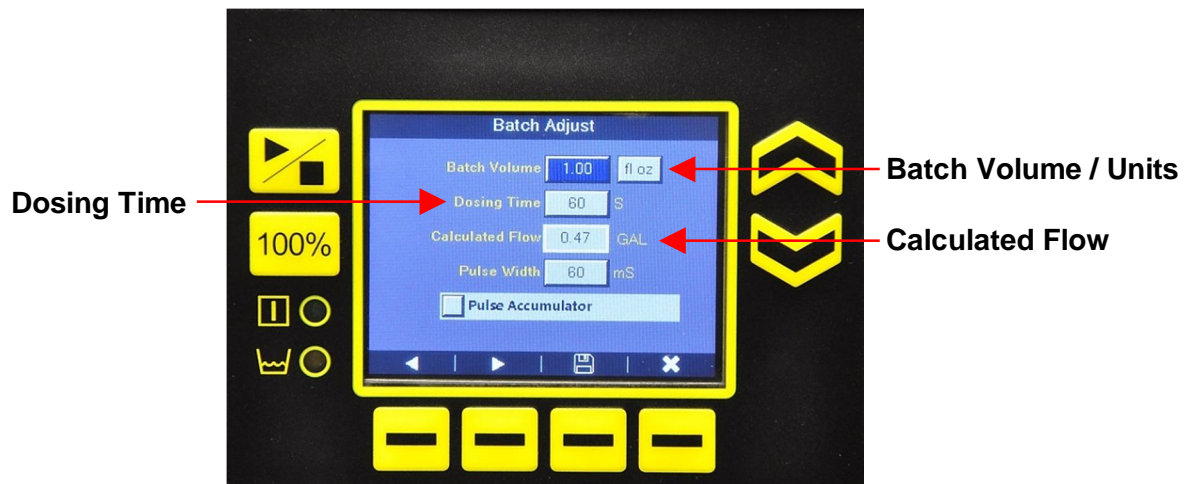 Batch Adjust
Batch Volume 1.00 fl oz
Batch Volume / Units
Dosing Time
Dosing Time 60 S
100%
Calculated Flow 0.47 GAL
Calculated Flow
Pulse Width 60 mS
Pulse Accumulator